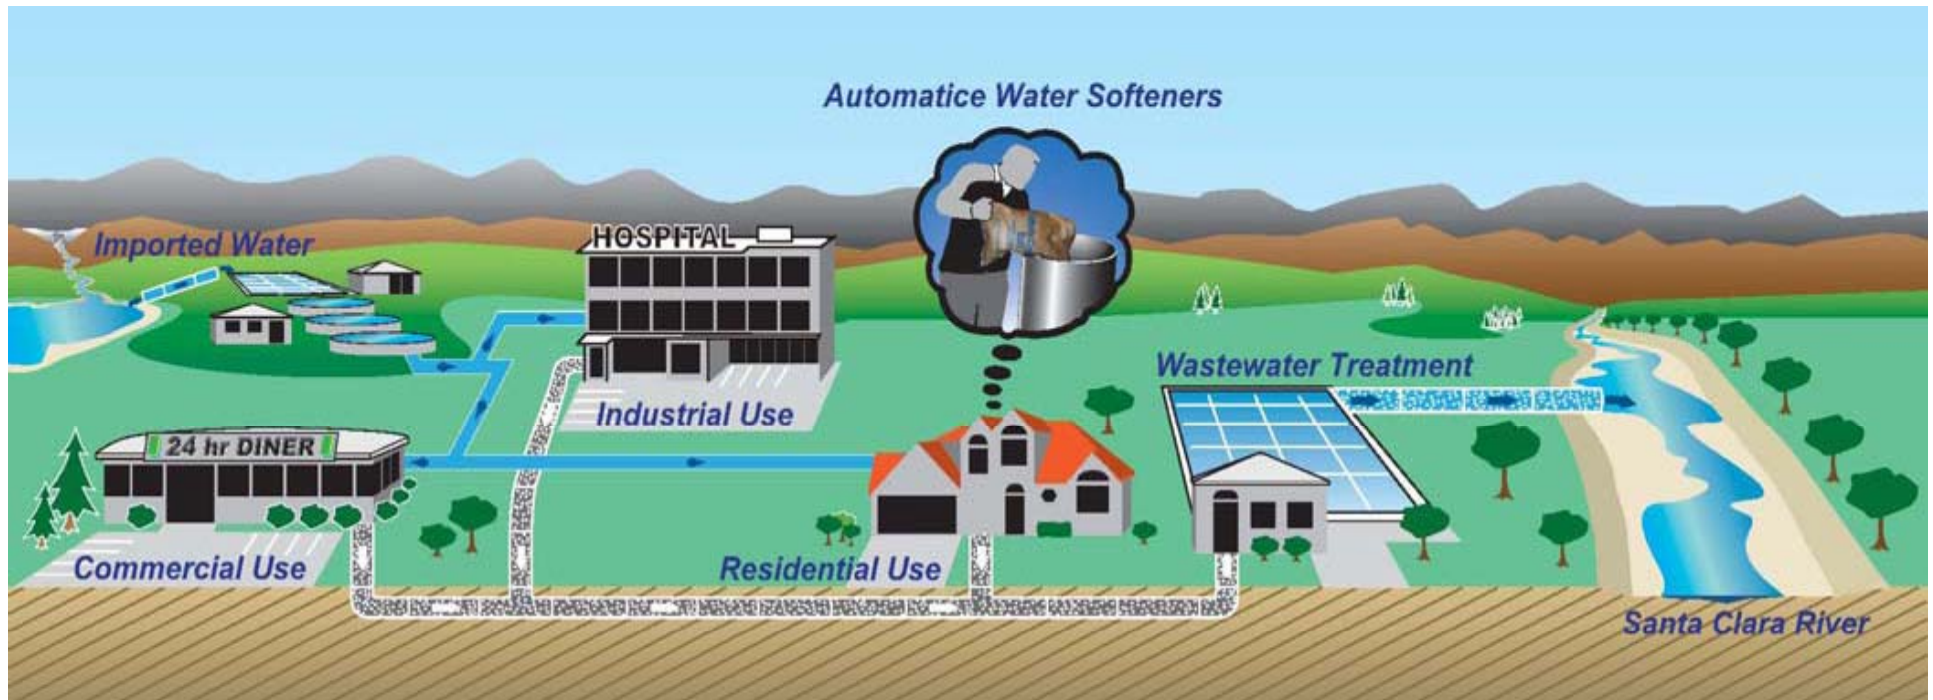 Automatice Water Softeners
Imported Water
HOSPITAL
Wastewater Treatment
Industrial Use
24 hr DINER
Commercial Use
Residential Use
Santa Clara River